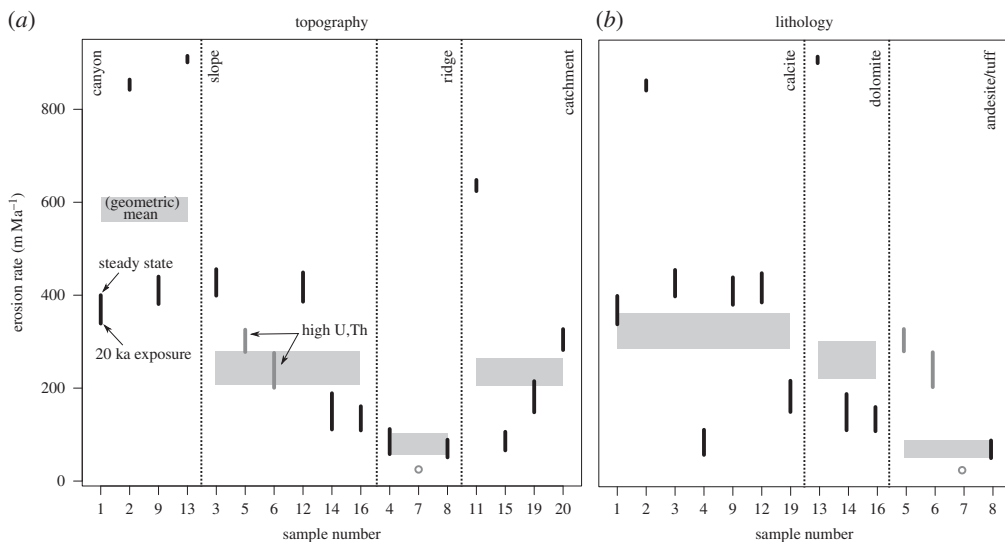 (a)
topography
canyon
slope
ridge
catchment
800
600
400
200
0
erosion rate (m Ma−1)
(geometric)
mean
steady state
20 ka exposure
high U,Th
1 2 9 13 3 5 6 12 14 16 4 7 8 11 15 19 20
sample number
(b)
lithology
calcite
dolomite
andesite/tuff
1 2 3 4 9 12 19 13 14 16 5 6 7 8
sample number